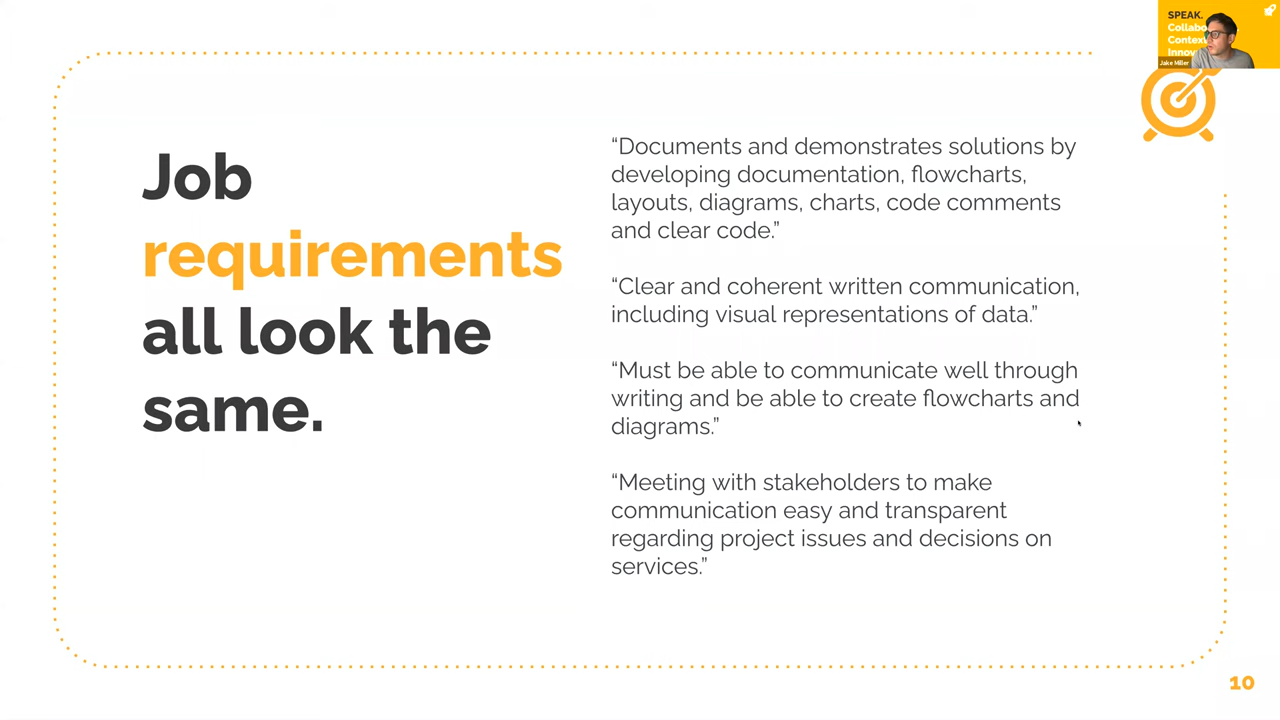 Job
requirements
all look the
same.
“Documents and demonstrates solutions by
developing documentation, flowcharts,
layouts, diagrams, charts, code comments
and clear code.”
“Clear and coherent written communication,
including visual representations of data.”
“Must be able to communicate well through
writing and be able to create flowcharts and
diagrams.”
“Meeting with stakeholders to make
communication easy and transparent
regarding project issues and decisions on
services.”
SPEAK.
Jake Miller
10